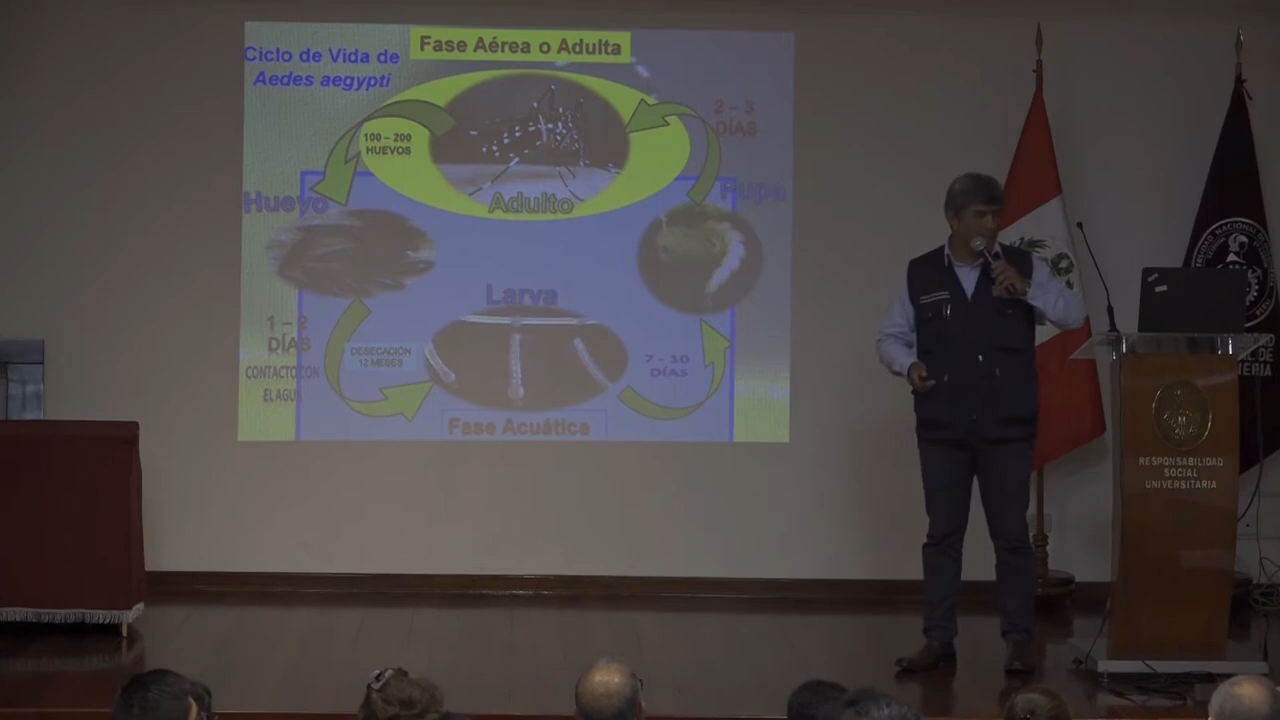 Ciclo de Vida de
Aedes aegypti
Fase Aérea o Adulta
100 – 200
HUEVOS
2 – 3
DÍAS
Huevo
Adulto
Pupa
Larva
1 – 2
DÍAS
CONTACTO CON
EL AGUA
DESECACIÓN
12 MESES
7 - 10
DÍAS
Fase Acuática
RESPONSABILIDAD
SOCIAL
UNIVERSITARIA